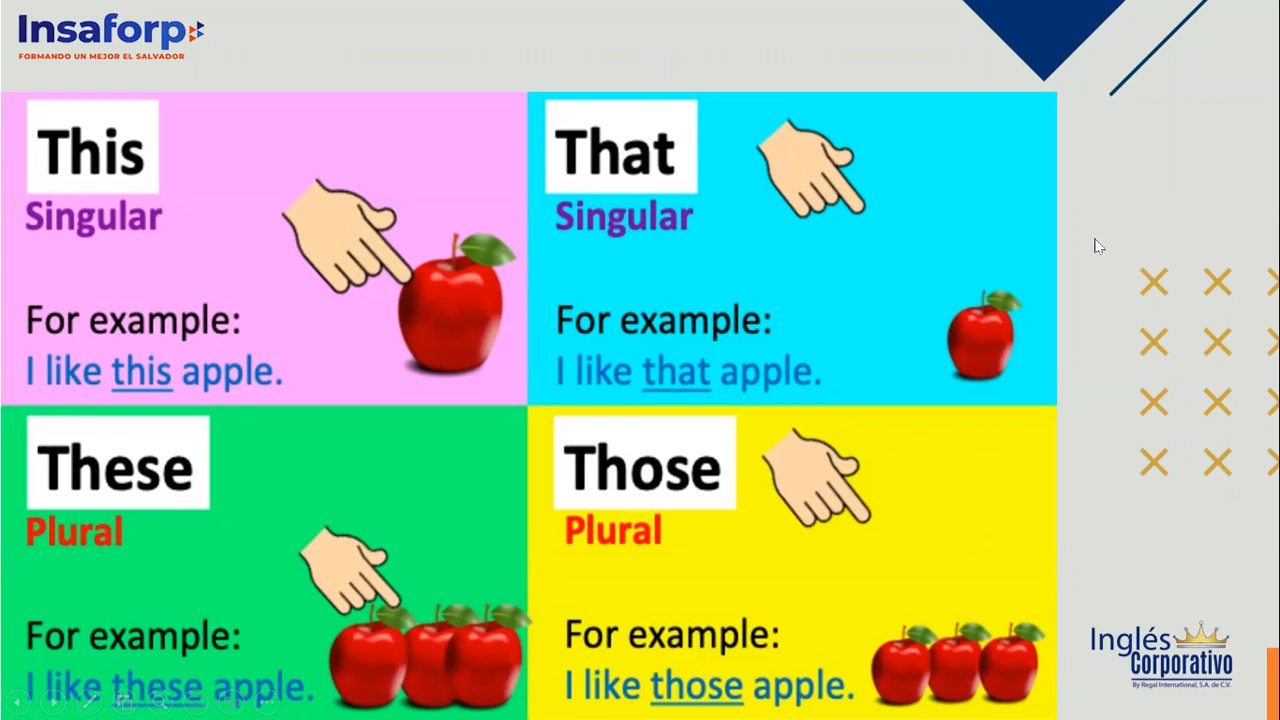 Insaforp
FORMANDO UN MEJOR EL SALVADOR
This
Singular
For example:
I like this apple.
That
Singular
For example:
I like that apple.
These
Plural
For example:
I like these apple.
Those
Plural
For example:
I like those apple.
Inglés
Corporativo
By Regal International, S.A. de C.V.